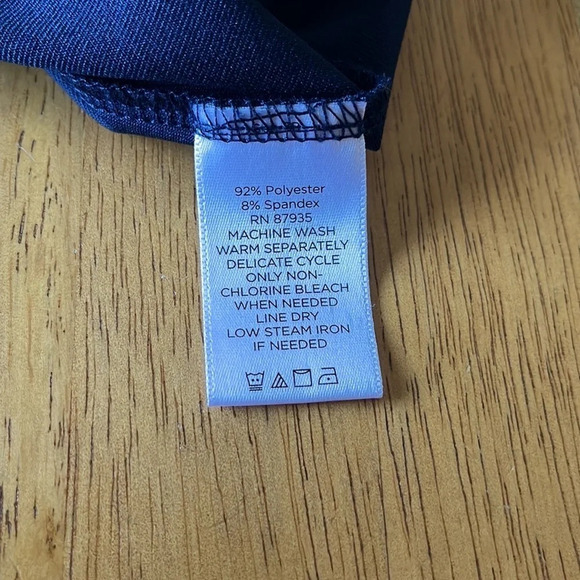 92% Polyester
8% Spandex
RN 87935
MACHINE WASH
WARM SEPARATELY
DELICATE CYCLE
ONLY NON-
CHLORINE BLEACH
WHEN NEEDED
LINE DRY
LOW STEAM IRON
IF NEEDED